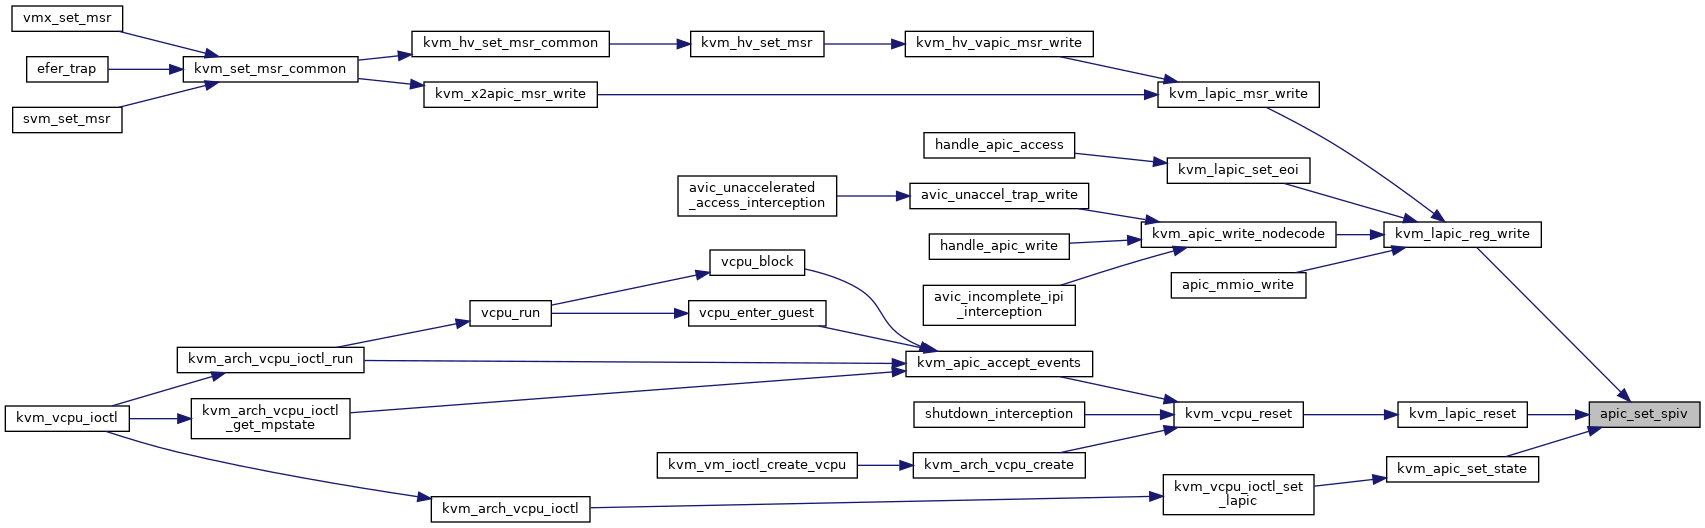 vmx_set_msr
efer_trap
svm_set_msr
kvm_set_msr_common
kvm_hv_set_msr_common
kvm_x2apic_msr_write
kvm_hv_set_msr
kvm_hv_vapic_msr_write
kvm_lapic_msr_write
handle_apic_access
kvm_lapic_set_eoi
avic_unaccelerated
_access_interception
avic_unaccel_trap_write
handle_apic_write
avic_incomplete_ipi
_interception
kvm_apic_write_nodecode
apic_mmio_write
kvm_lapic_reg_write
vcpu_block
vcpu_run
vcpu_enter_guest
kvm_arch_vcpu_ioctl_run
kvm_apic_accept_events
kvm_vcpu_ioctl
kvm_arch_vcpu_ioctl
_get_mpstate
shutdown_interception
kvm_vcpu_reset
kvm_lapic_reset
apic_set_spiv
kvm_vm_ioctl_create_vcpu
kvm_arch_vcpu_create
kvm_apic_set_state
kvm_vcpu_ioctl_set
_lapic
kvm_arch_vcpu_ioctl